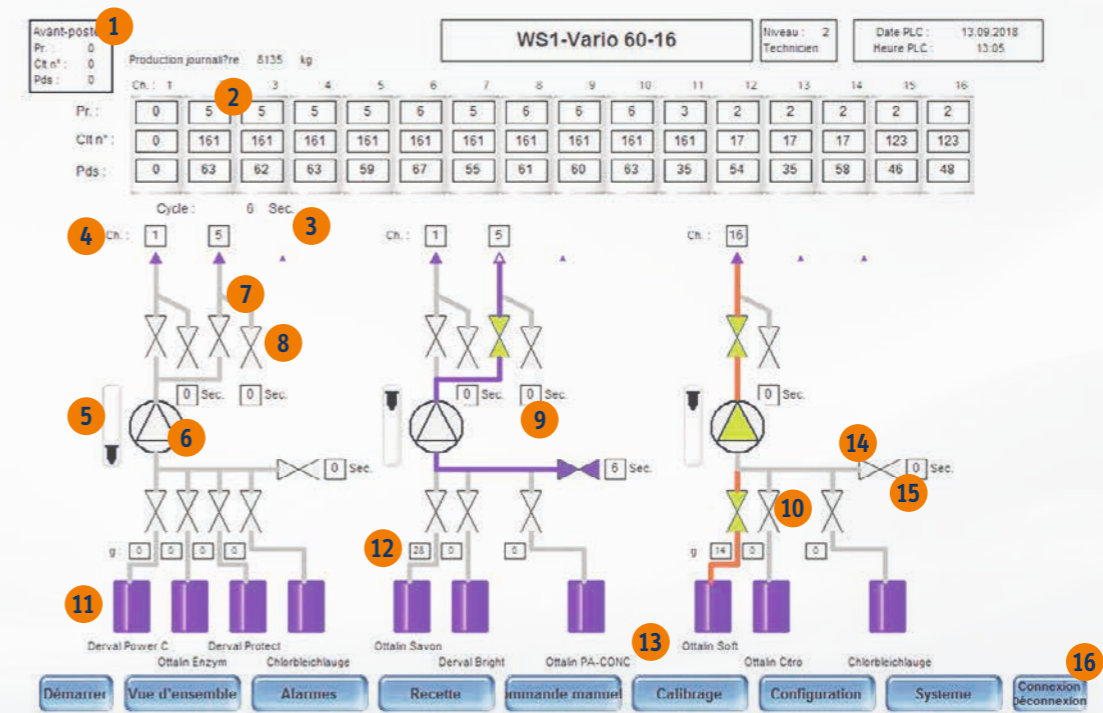 Avant-poste 1
Pr. : 0
Clt n° : 0
Pds : 0
Production journali?re 8135 kg
WS1-Vario 60-16
Niveau : 2
Technicien
Date PLC : 13.09.2018
Heure PLC : 13:05
Ch. : 1 2 3 4 5 6 7 8 9 10 11 12 13 14 15 16
Pr. : 0 5 5 5 5 6 5 6 6 6 3 2 2 2 2 2
Clt n° : 0 161 161 161 161 161 161 161 161 161 161 17 17 17 123 123
Pds : 0 63 62 63 59 67 55 61 60 63 35 54 35 58 46 48
Cycle : 6 Sec. 3
4 Ch. : 1 5
Ch. : 1 5
Ch. : 16
7
8
0 Sec. 0 Sec.
0 Sec. 0 Sec.
0 Sec.
5
6
9
14
0 Sec.
6 Sec.
0 Sec.
15
10
g : 0 0 0 0
12 28 0 0
g 14 0 0
11
Derval Power C Derval Protect
Ottalin Enzym Chlorbleichlauge
Ottalin Savon
Derval Bright Ottalin PA-CONC
13
Ottalin Soft
Ottalin Céro Chlorbleichlauge
16
Démarrer Vue d'ensemble Alarmes Recette ommande manuel Calibrage Configuration Systeme Connexion
Déconnexion